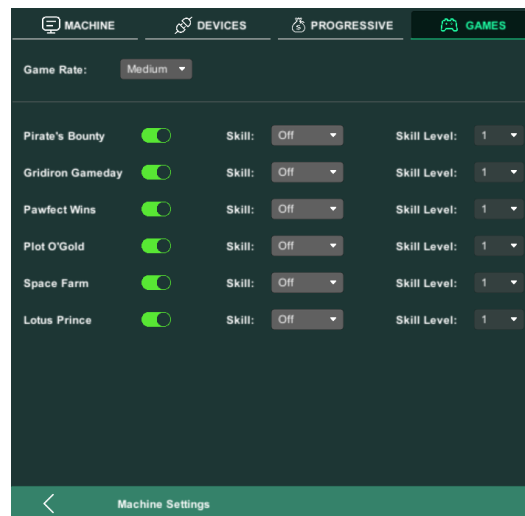 MACHINE DEVICES PROGRESSIVE GAMES
Game Rate: Medium
Pirate's Bounty Skill: Off Skill Level: 1
Gridiron Gameday Skill: Off Skill Level: 1
Pawfect Wins Skill: Off Skill Level: 1
Plot O'Gold Skill: Off Skill Level: 1
Space Farm Skill: Off Skill Level: 1
Lotus Prince Skill: Off Skill Level: 1
Machine Settings